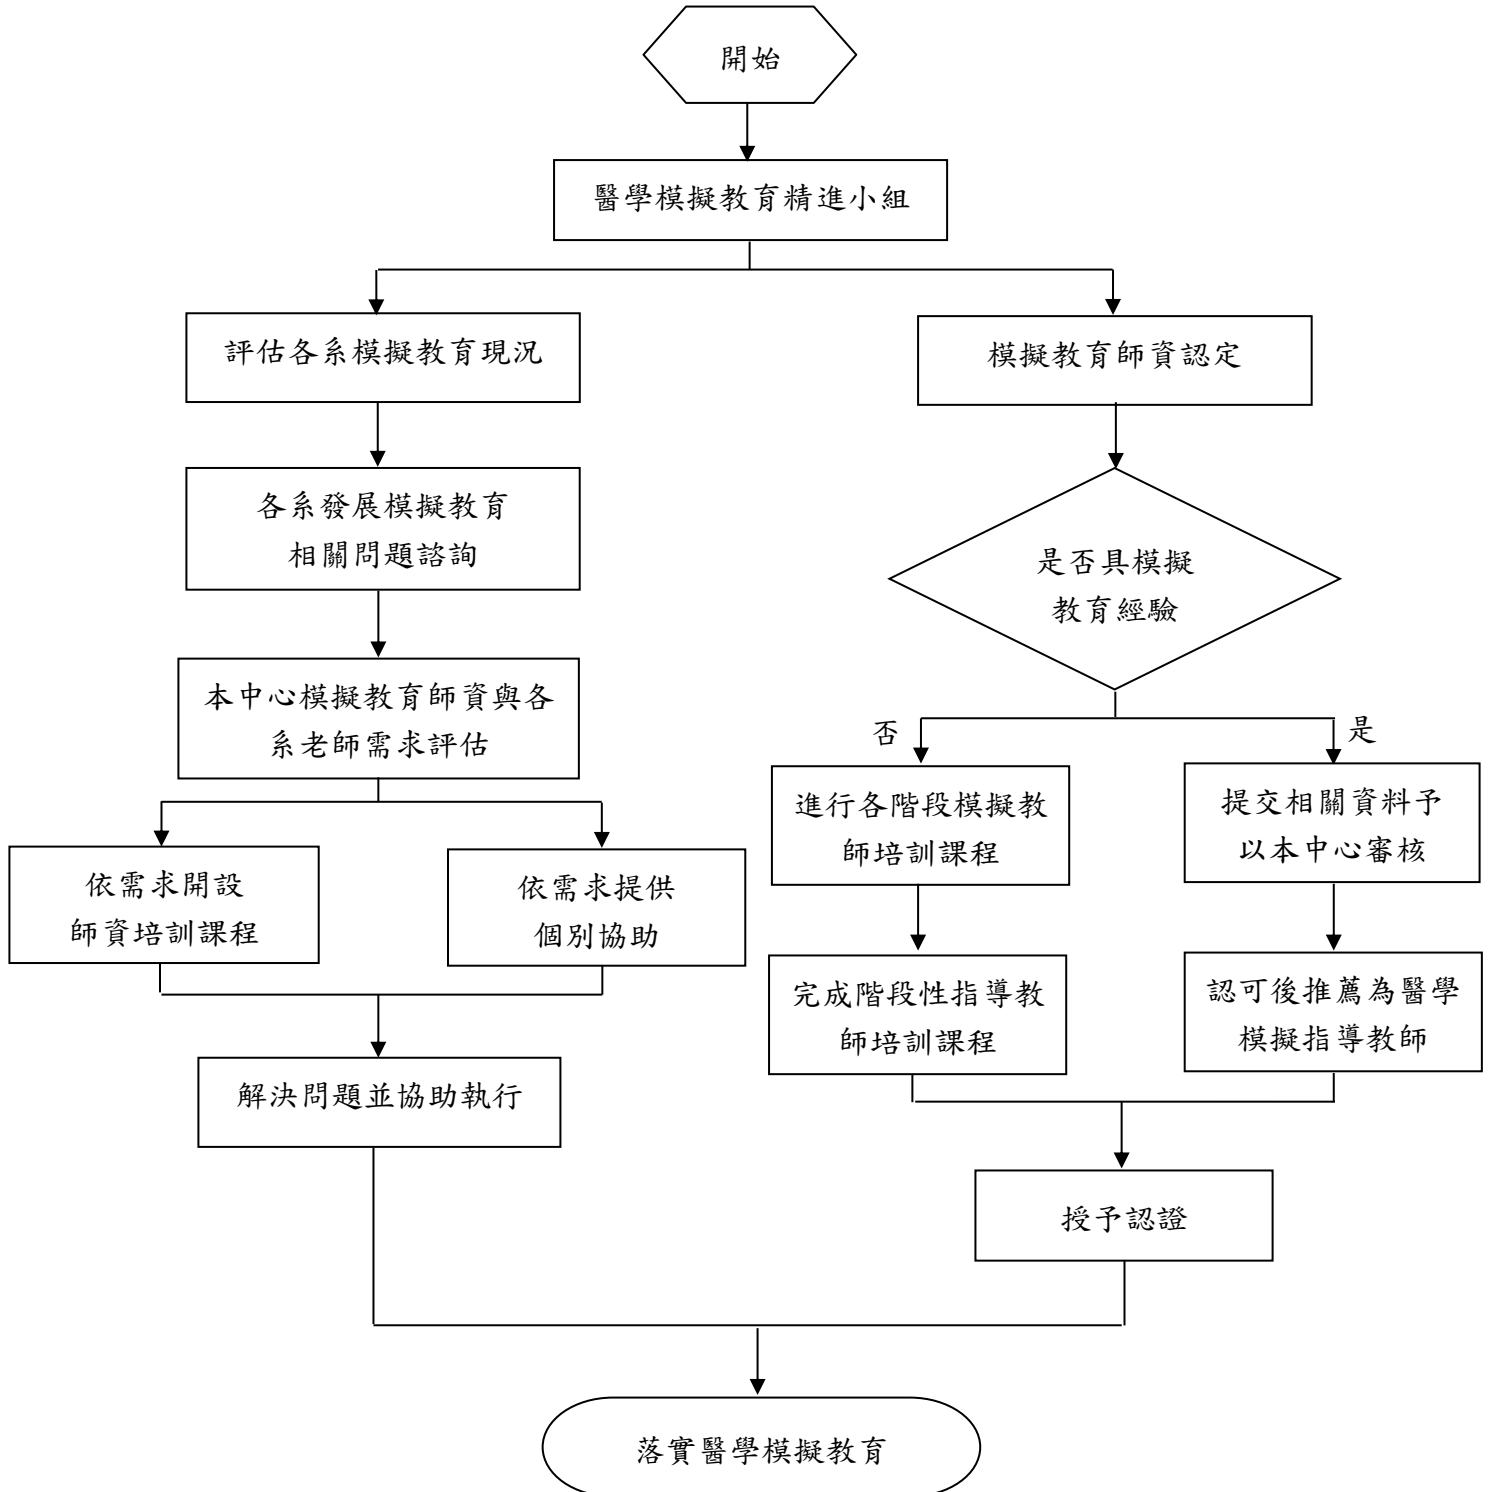 開始
醫學模擬教育精進小組
評估各系模擬教育現況
各系發展模擬教育
相關問題諮詢
本中心模擬教育師資與各
系老師需求評估
依需求開設
師資培訓課程
依需求提供
個別協助
解決問題並協助執行
模擬教育師資認定
是否具模擬
教育經驗
否
是
進行各階段模擬教
師培訓課程
提交相關資料予
以本中心審核
完成階段性指導教
師培訓課程
認可後推薦為醫學
模擬指導教師
授予認證
落實醫學模擬教育